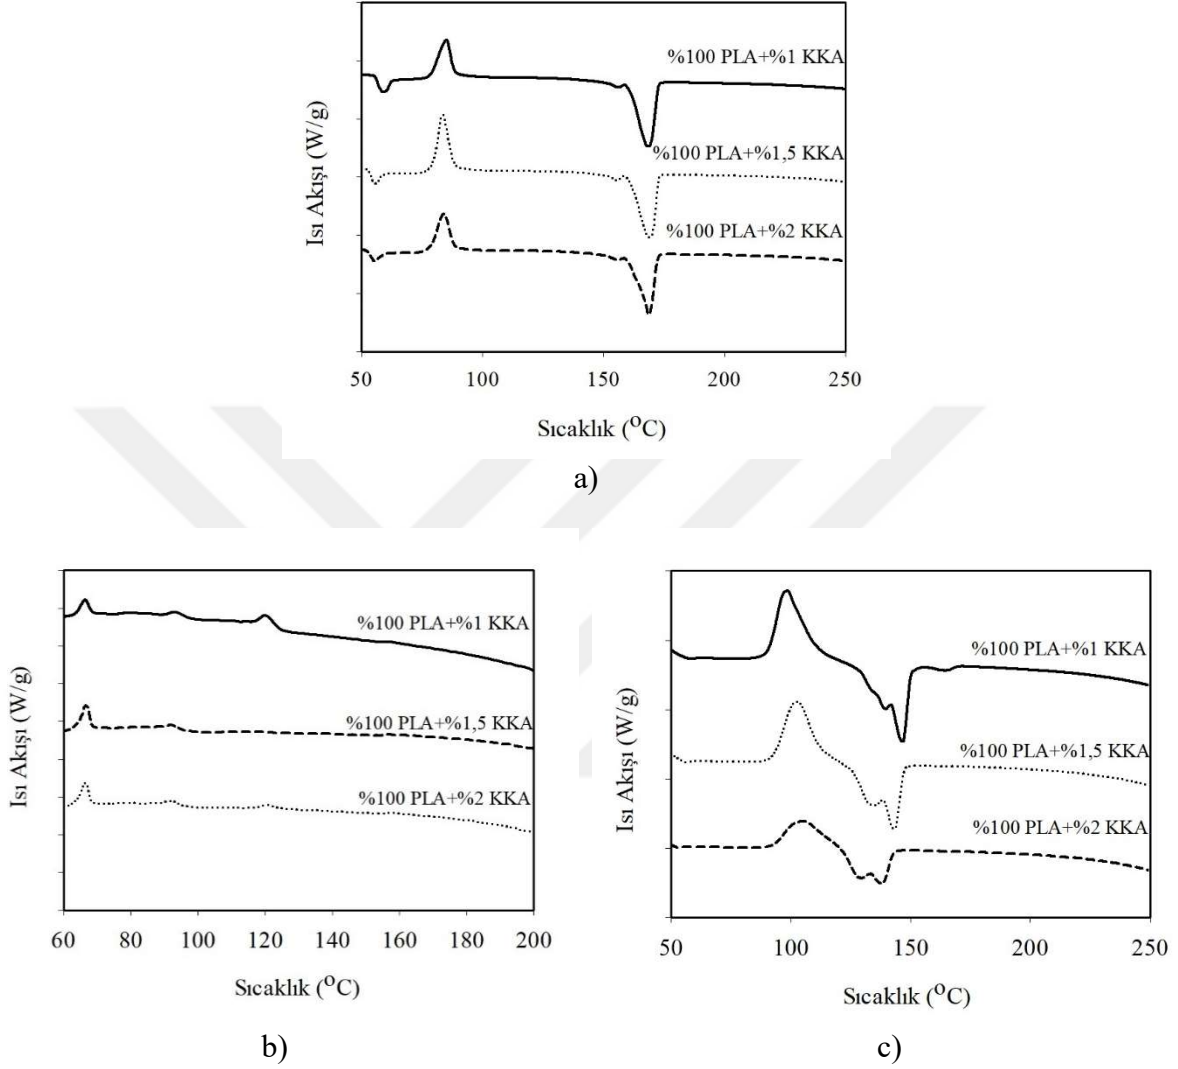 Isı Akışı (W/g)
%100 PLA+%1 KKA
%100 PLA+%1,5 KKA
%100 PLA+%2 KKA
50 100 150 200 250
Sıcaklık (⁰C)
a)
Isı Akışı (W/g)
%100 PLA+%1 KKA
%100 PLA+%1,5 KKA
%100 PLA+%2 KKA
60 80 100 120 140 160 180 200
Sıcaklık (⁰C)
b)
Isı Akışı (W/g)
%100 PLA+%1 KKA
%100 PLA+%1,5 KKA
%100 PLA+%2 KKA
50 100 150 200 250
Sıcaklık (⁰C)
c)